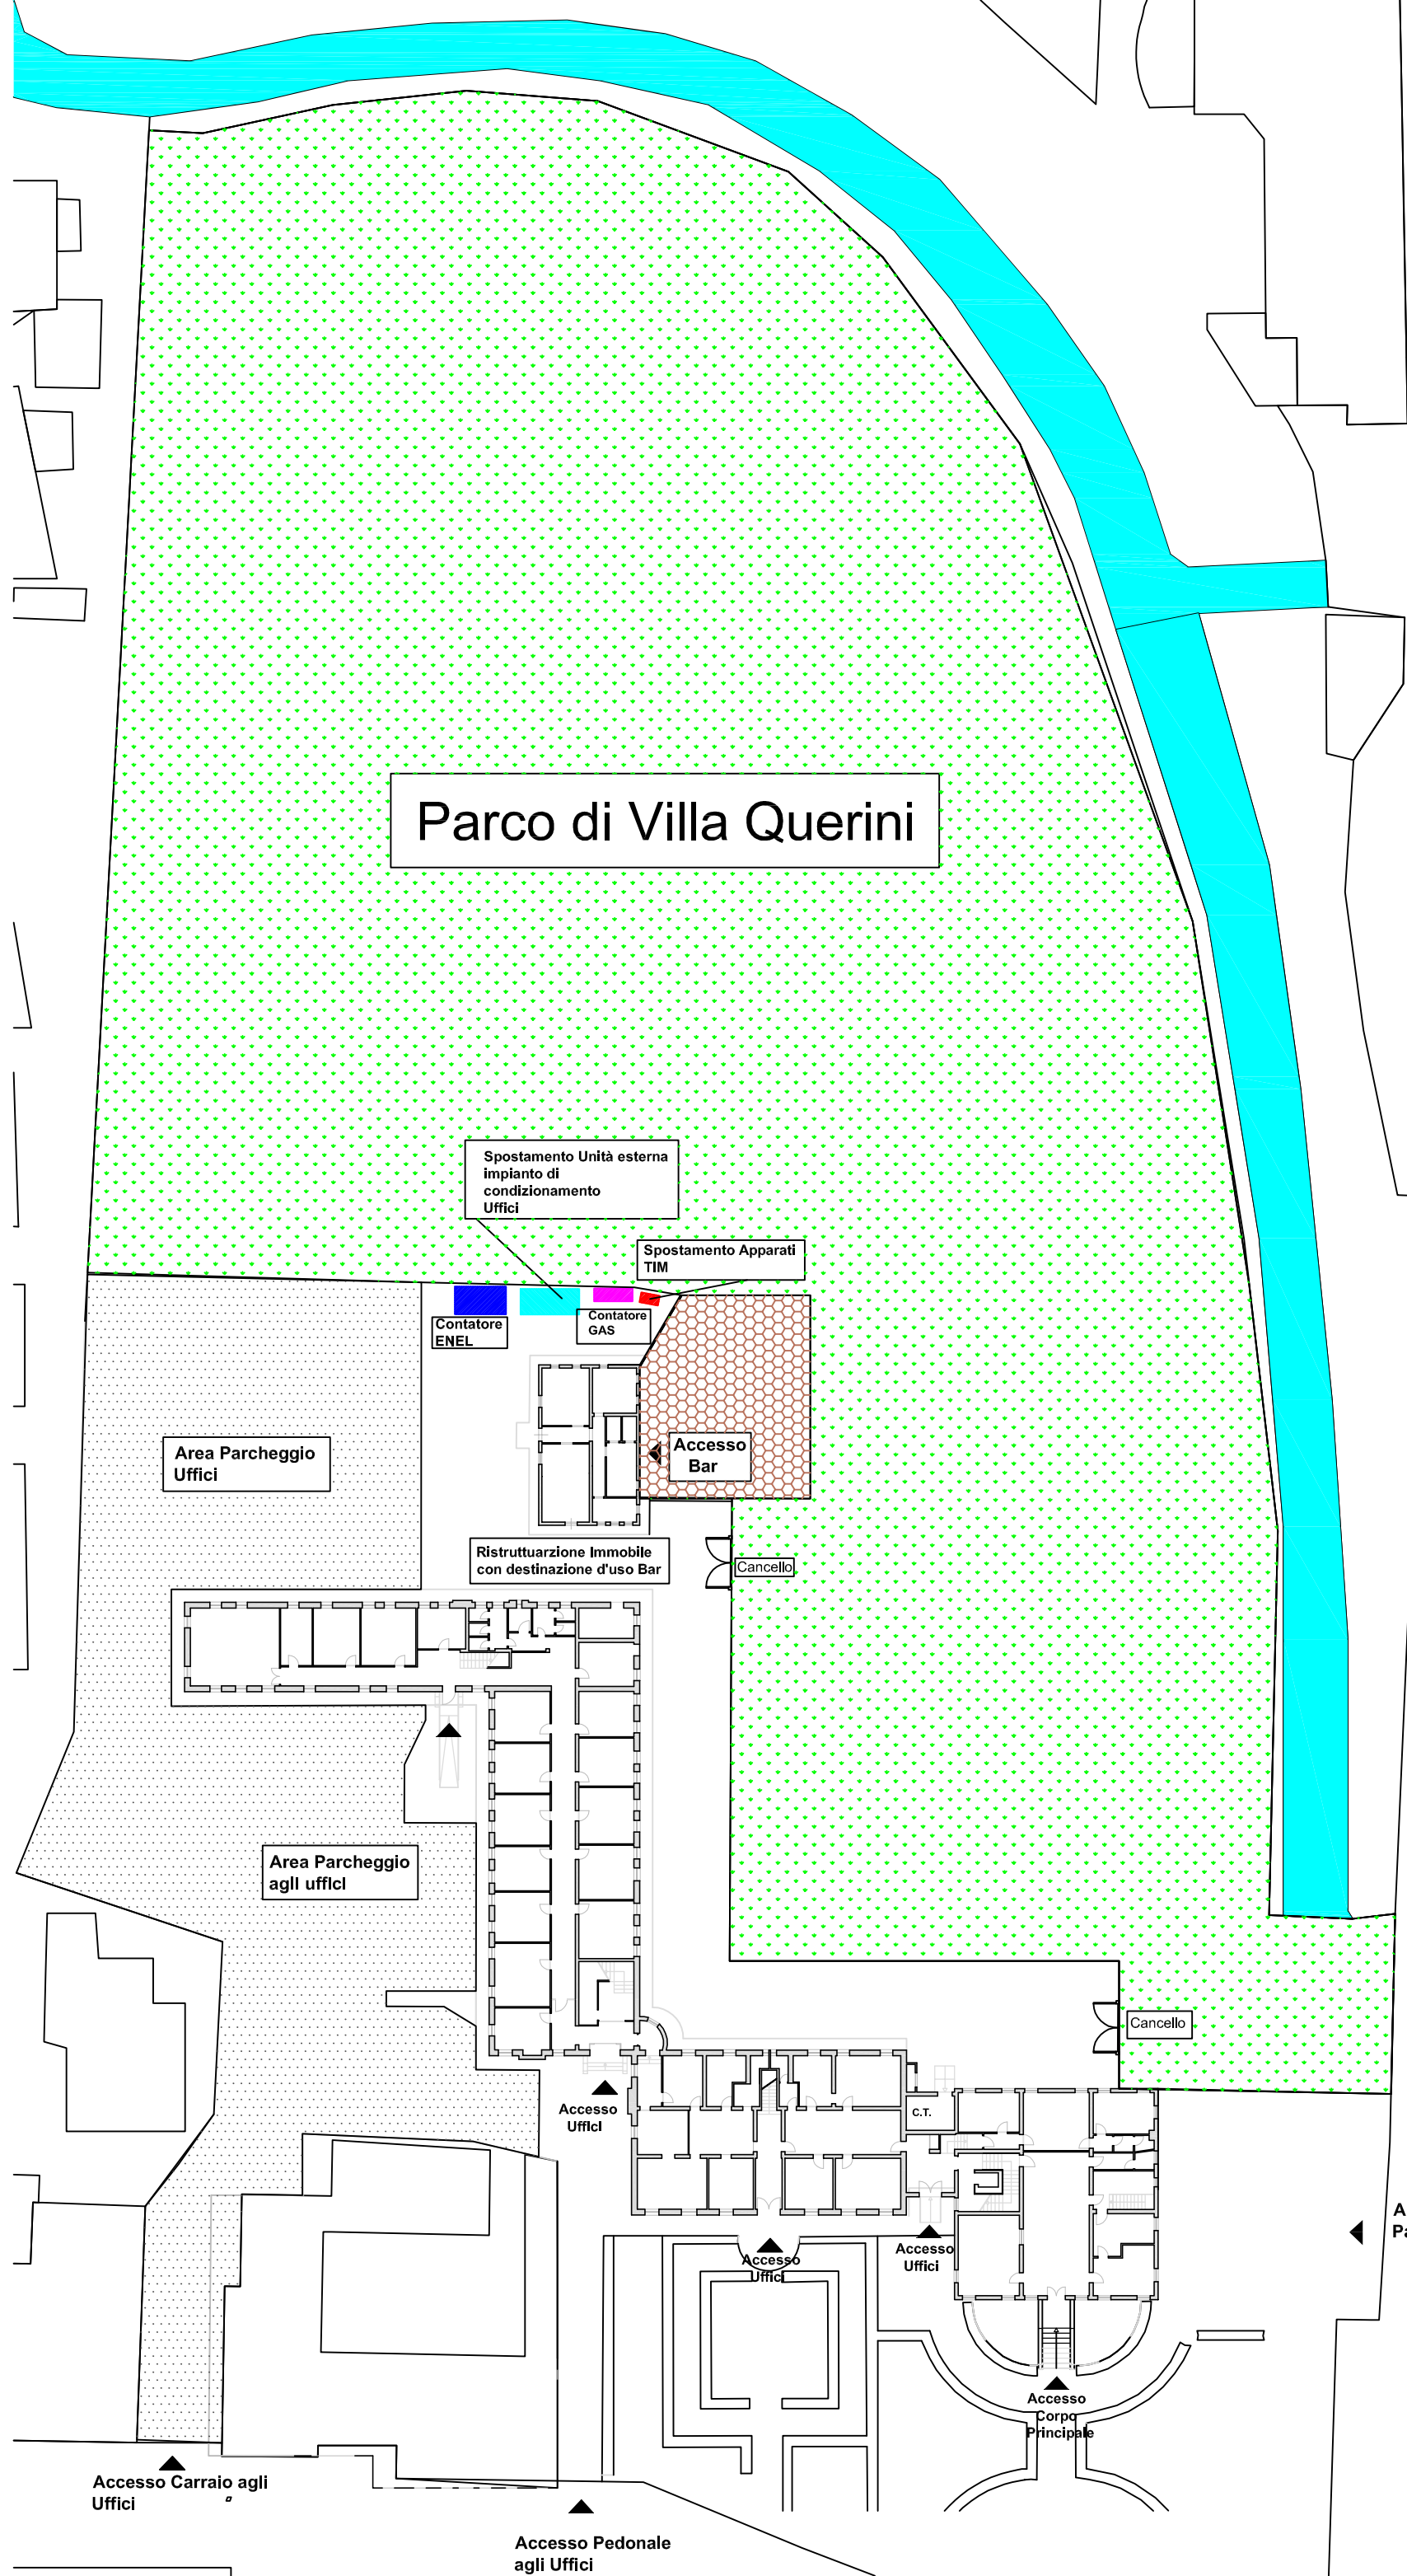 Parco di Villa Querini
Spostamento Unità esterna
impianto di
condizionamento
Uffici
Spostamento Apparati
TIM
Contatore
ENEL
Contatore
GAS
Area Parcheggio
Uffici
Accesso
Bar
Ristruttuarzione Immobile
con destinazione d'uso Bar
Cancello
Area Parcheggio
agli uffici
Cancello
Accesso
Uffici
C.T.
Accesso
Uffici
Accesso
Uffici
Accesso
Corpo
Principale
Accesso Carraio agli
Uffici
Accesso Pedonale
agli Uffici